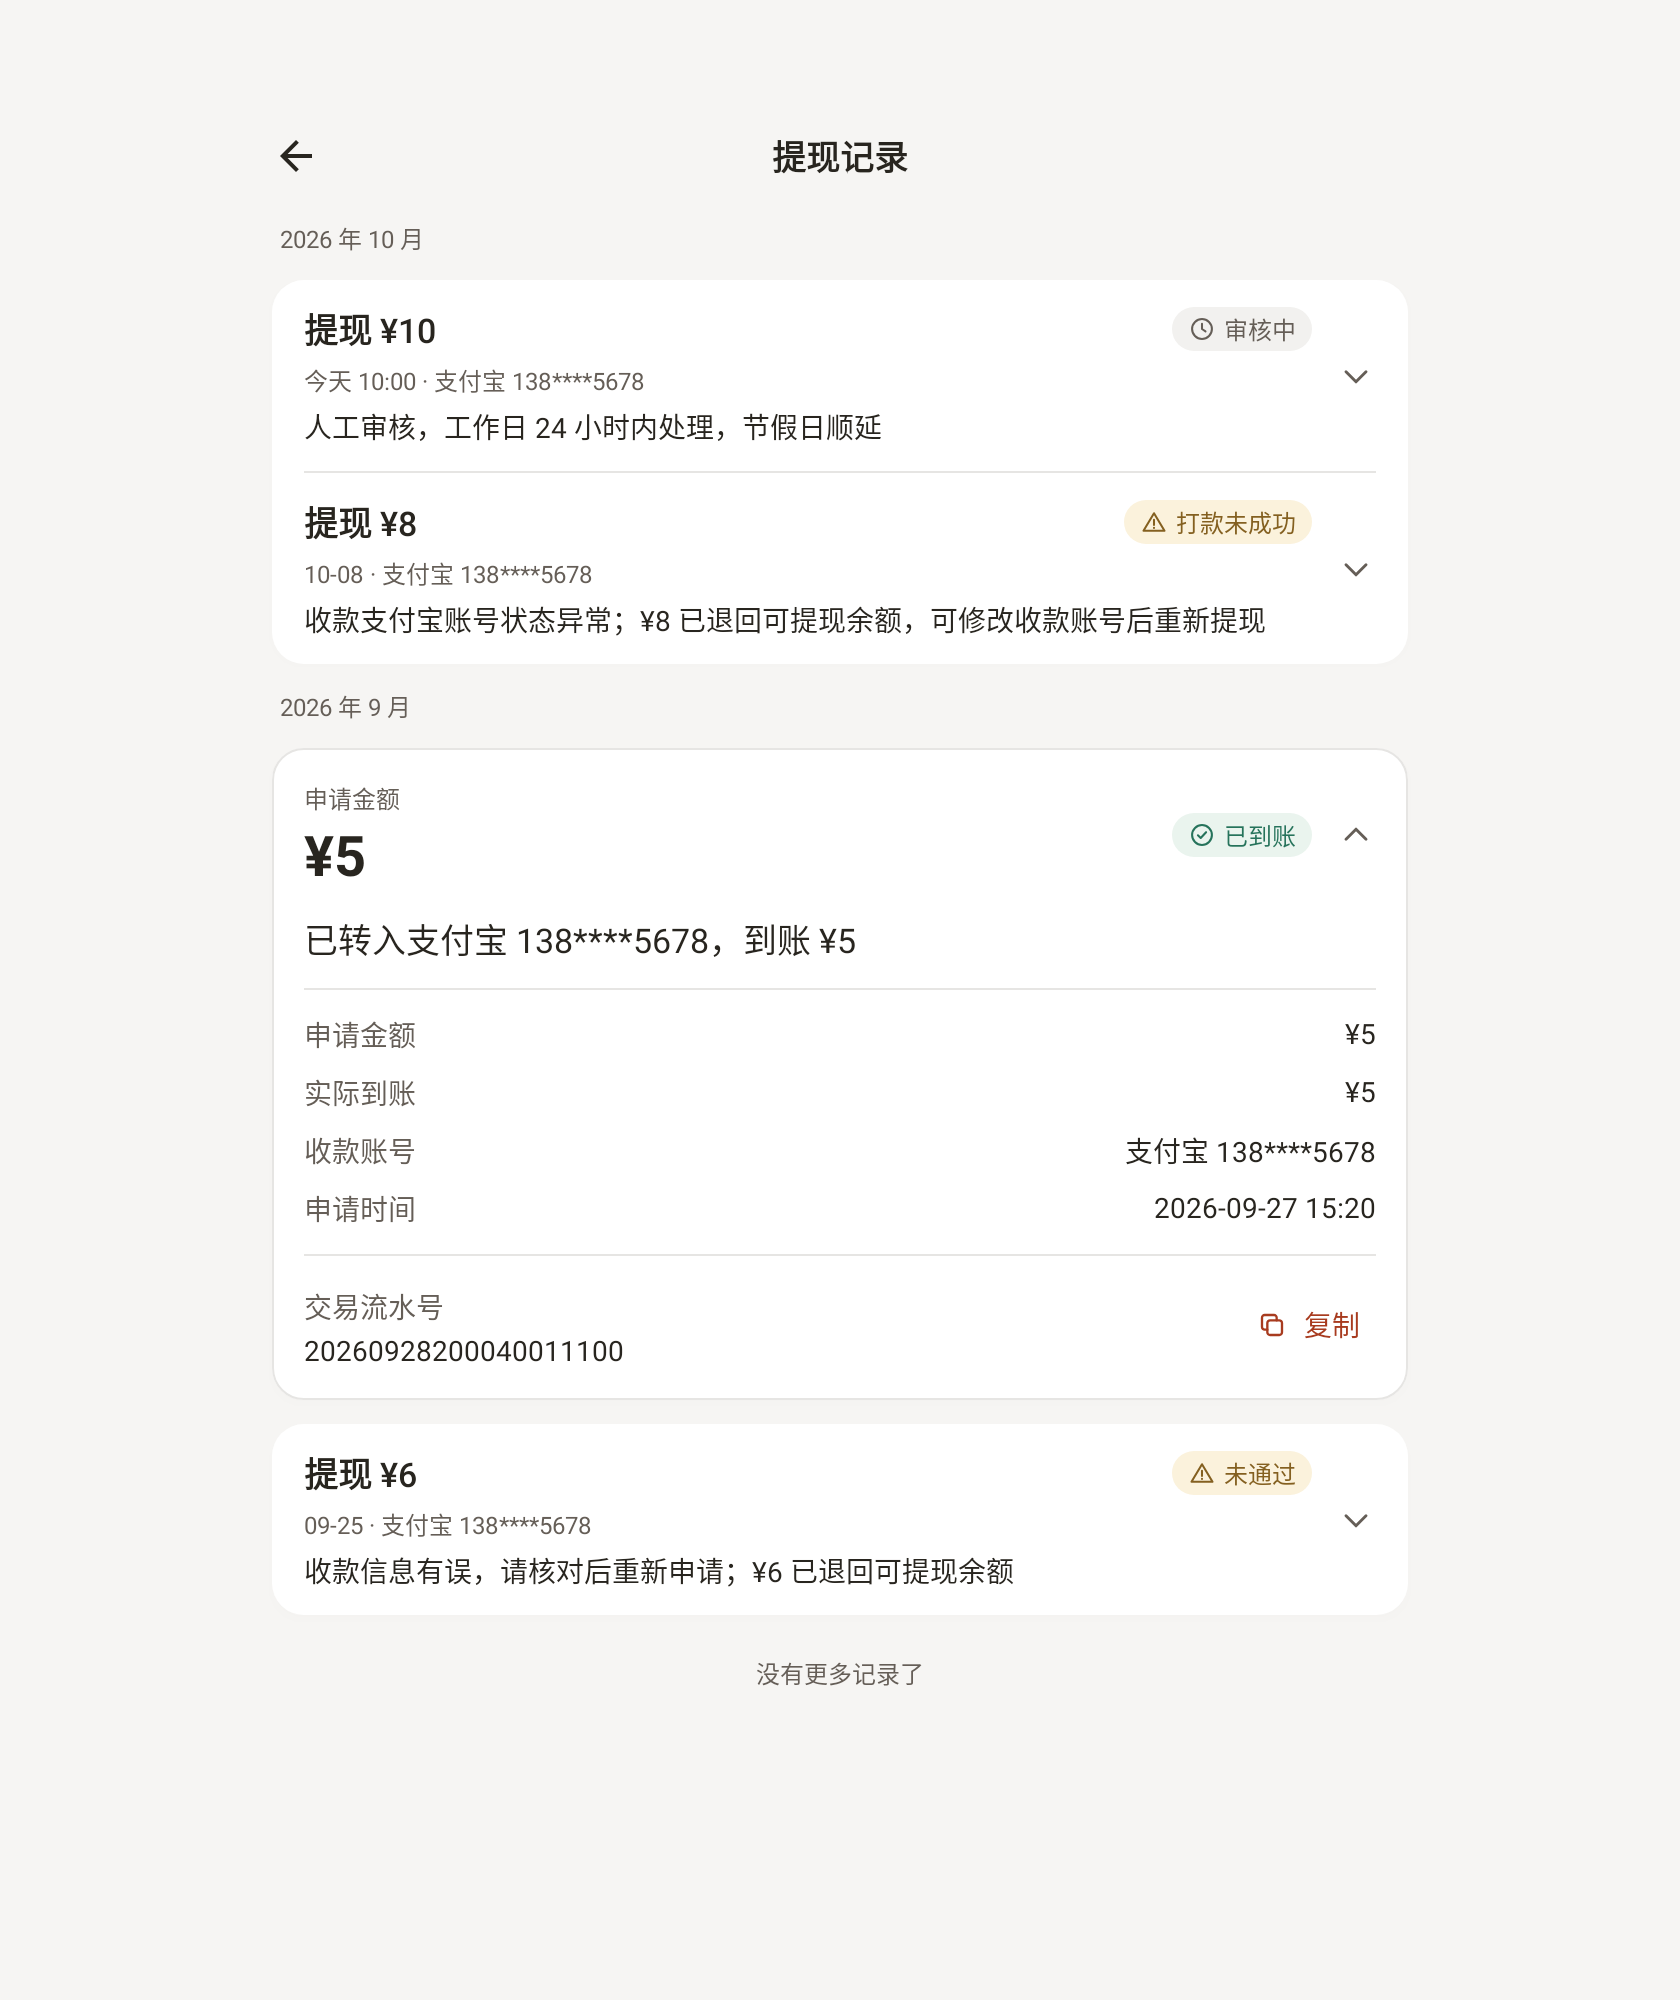 提现记录
2026 年 10 月
提现 ¥10
审核中
今天 10:00 · 支付宝 138****5678
人工审核，工作日 24 小时内处理，节假日顺延
提现 ¥8
打款未成功
10-08 · 支付宝 138****5678
收款支付宝账号状态异常；¥8 已退回可提现余额，可修改收款账号后重新提现
2026 年 9 月
申请金额
¥5
已到账
已转入支付宝 138****5678，到账 ¥5
申请金额 ¥5
实际到账 ¥5
收款账号 支付宝 138****5678
申请时间 2026-09-27 15:20
交易流水号
20260928200040011100
复制
提现 ¥6
未通过
09-25 · 支付宝 138****5678
收款信息有误，请核对后重新申请；¥6 已退回可提现余额
没有更多记录了